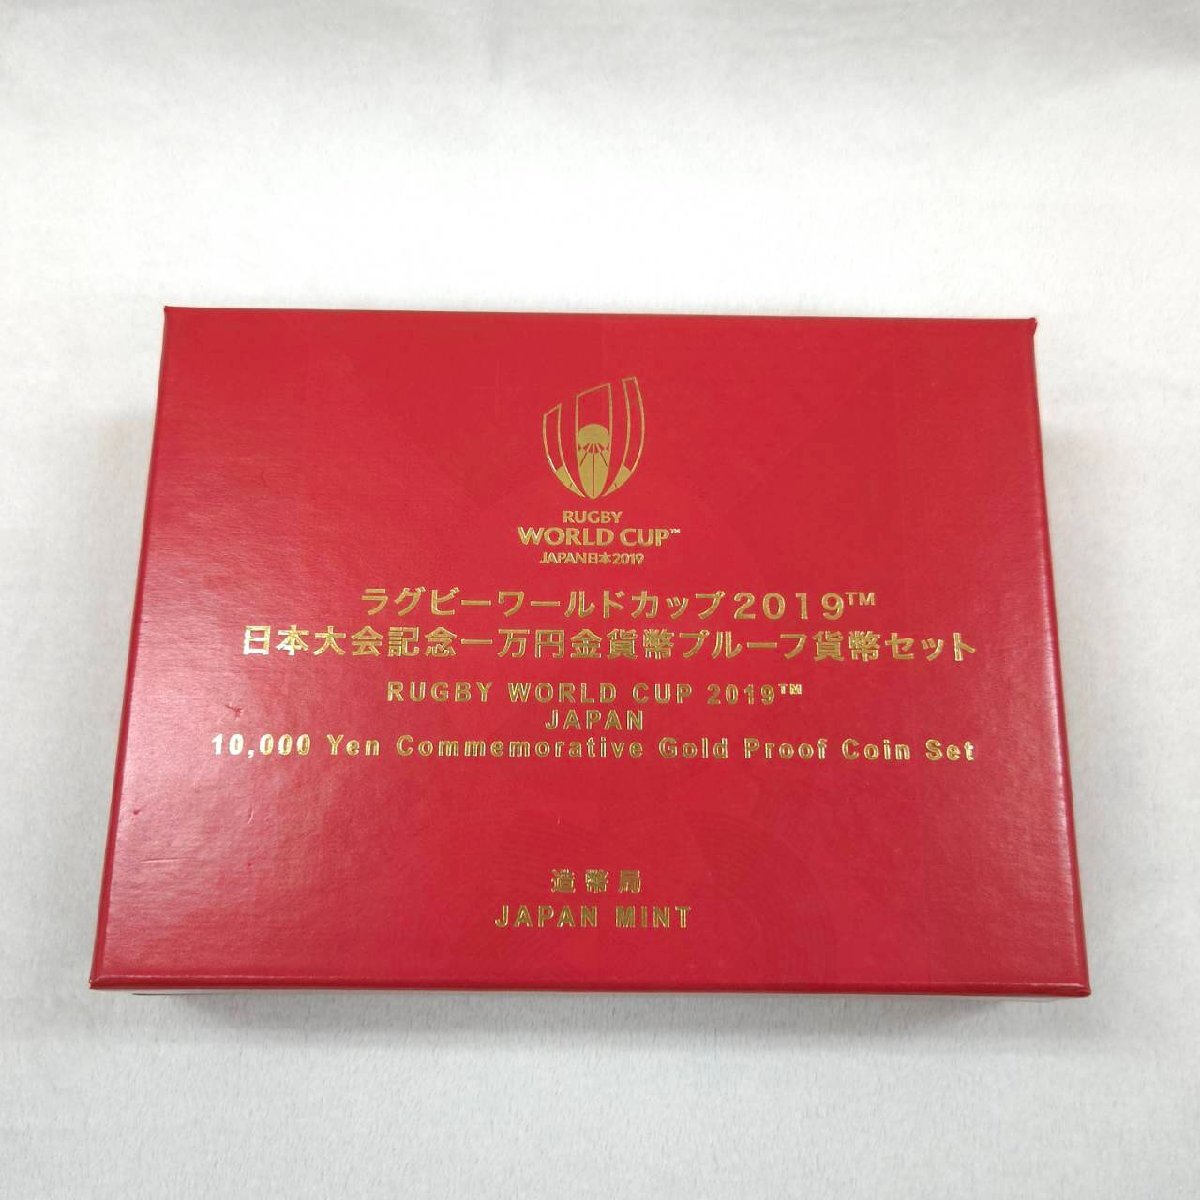 RUGBY
WORLD CUP™
JAPAN日本2019
ラグビーワールドカップ2019™
日本大会記念一万円金貨幣プルーフ貨幣セット
RUGBY WORLD CUP 2019™
JAPAN
10,000 Yen Commemorative Gold Proof Coin Set
造幣局
JAPAN MINT